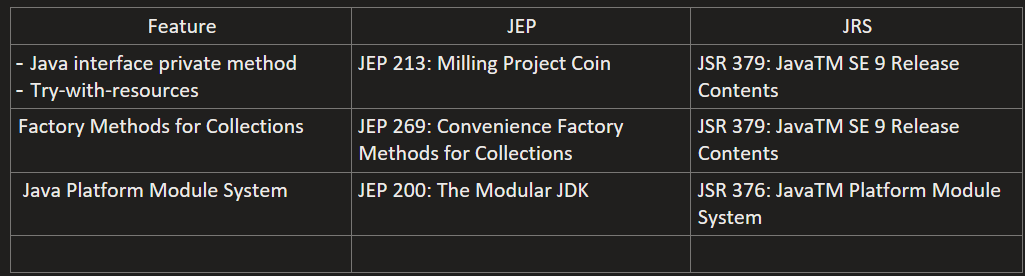 Feature JEP JRS
- Java interface private method JEP 213: Milling Project Coin JSR 379: JavaTM SE 9 Release
- Try-with-resources Contents
Factory Methods for Collections JEP 269: Convenience Factory JSR 379: JavaTM SE 9 Release
Methods for Collections Contents
Java Platform Module System JEP 200: The Modular JDK JSR 376: JavaTM Platform Module
System